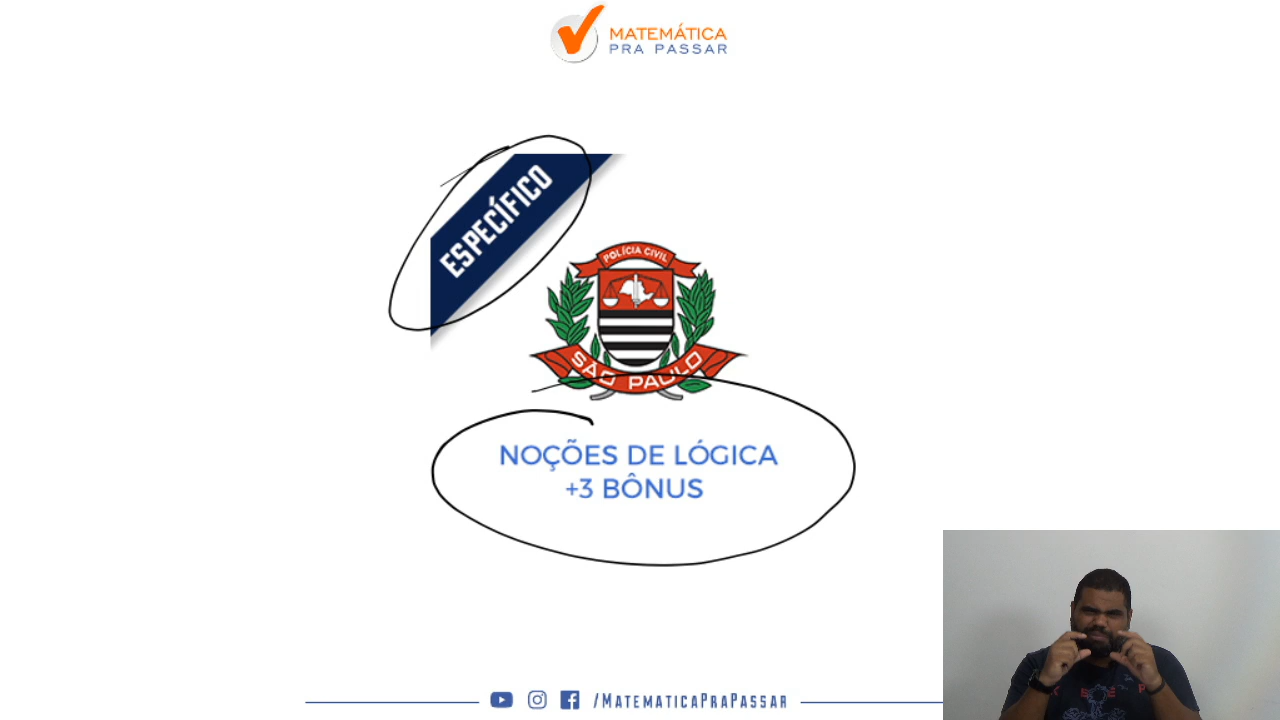 MATEMÁTICA
PRA PASSAR
ESPECÍFICO
POLÍCIA CIVIL
SÃO PAULO
NOÇÕES DE LÓGICA
+3 BÔNUS
/MATEMATICAPRAPASSAR